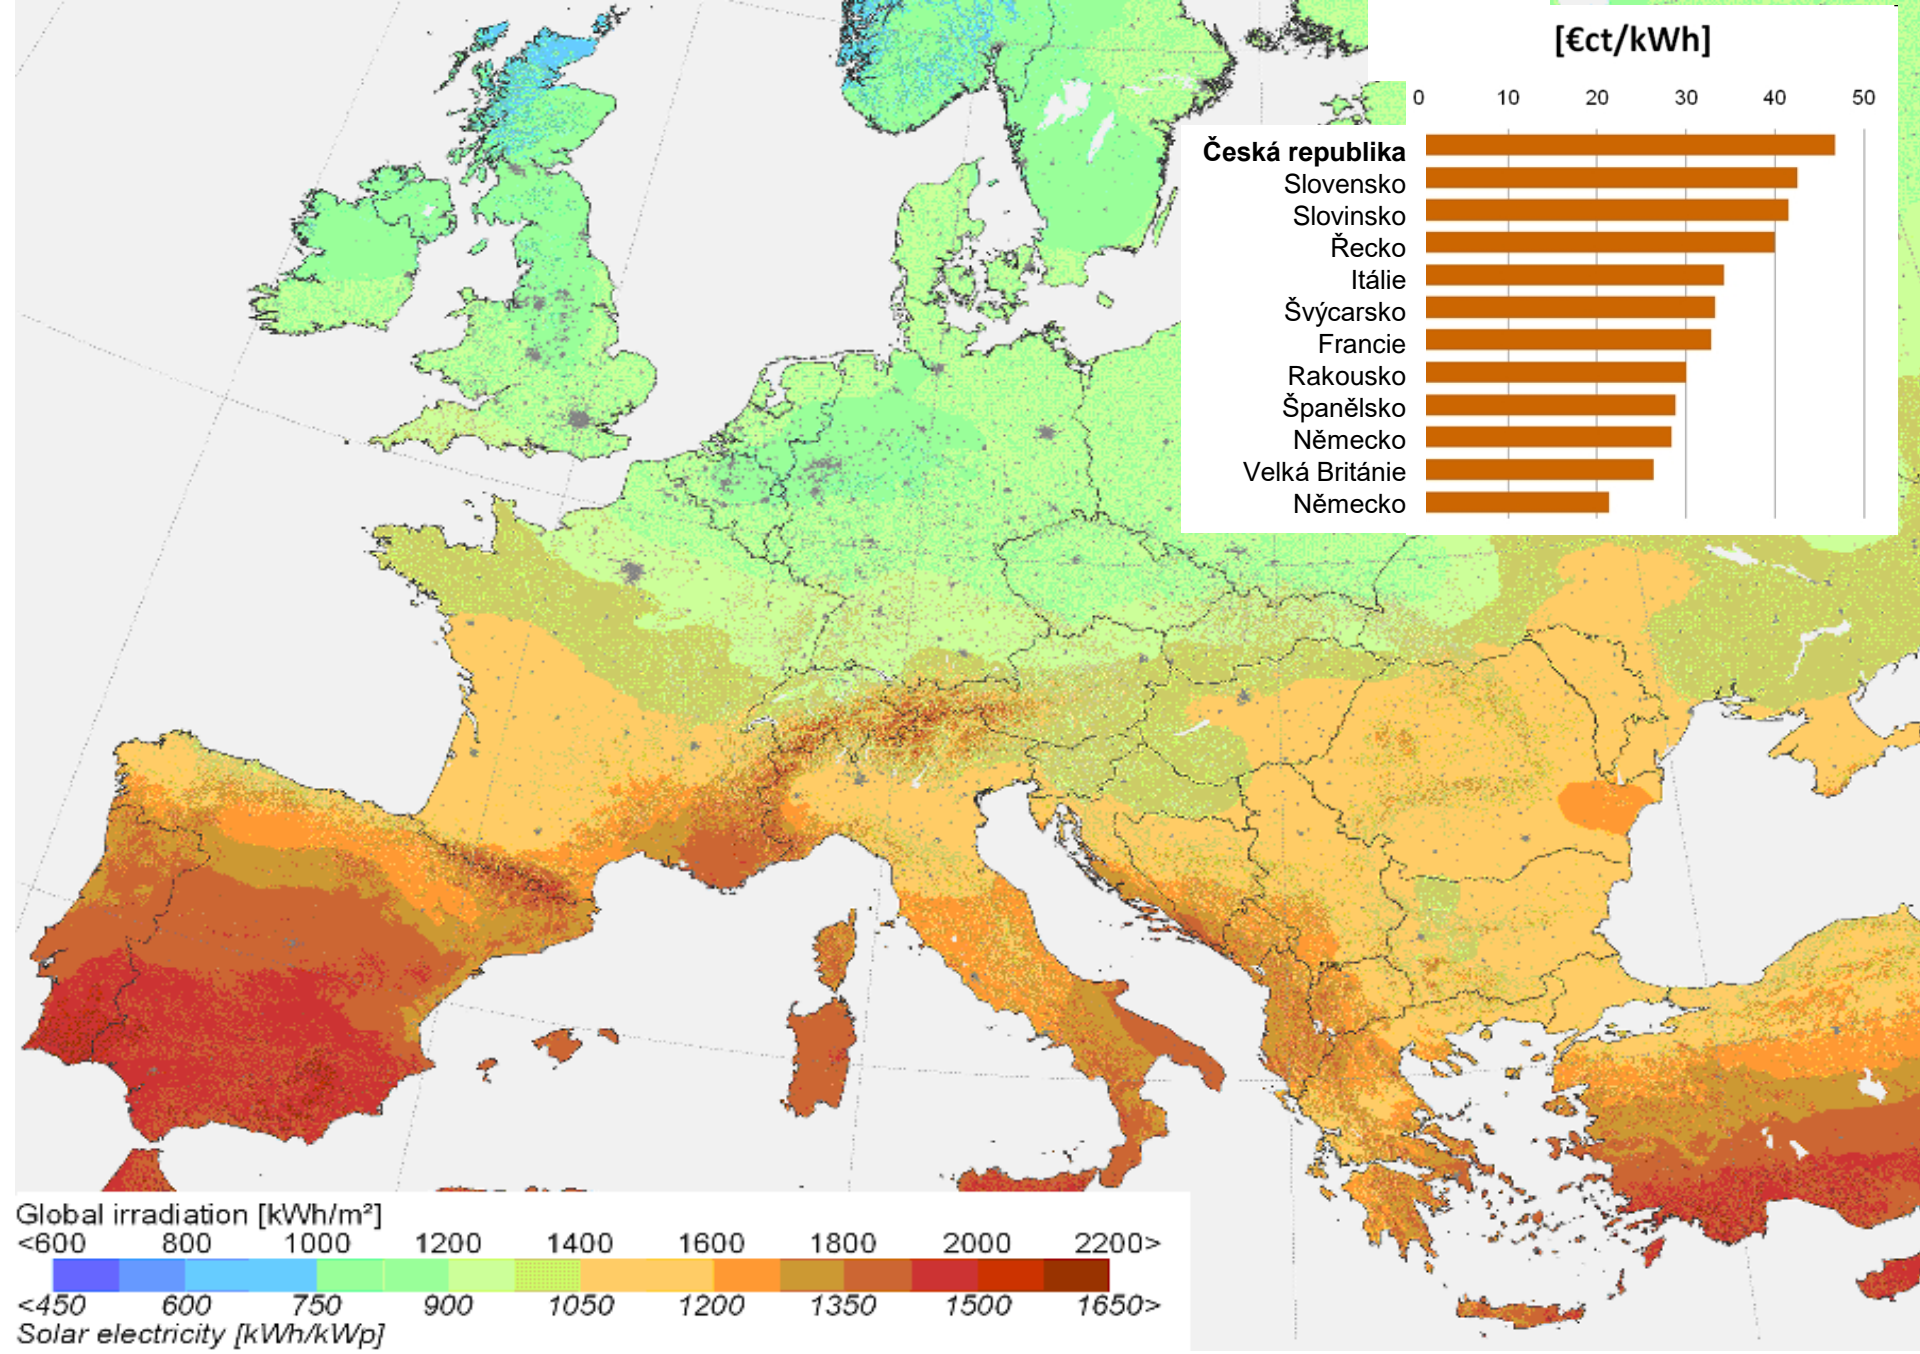 [€ct/kWh]
0 10 20 30 40 50
Česká republika
Slovensko
Slovinsko
Řecko
Itálie
Švýcarsko
Francie
Rakousko
Španělsko
Německo
Velká Británie
Německo
Global irradiation [kWh/m²]
<600 800 1000 1200 1400 1600 1800 2000 2200>
<450 600 750 900 1050 1200 1350 1500 1650>
Solar electricity [kWh/kWp]